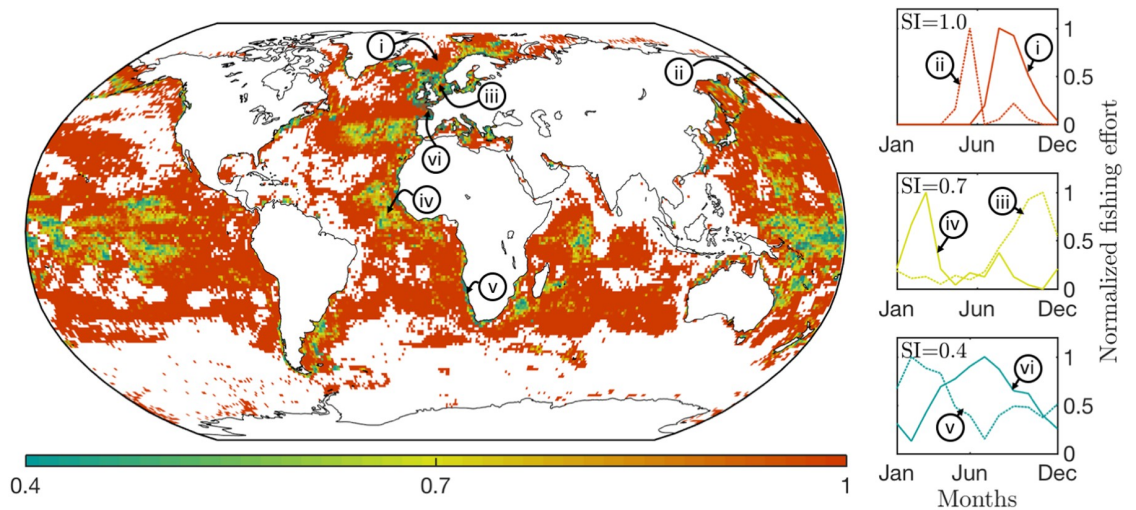 i
ii
iii
vi
iv
v
0.4
0.7
1
SI=1.0
ii
i
1
0.5
0
Jan
Jun
Dec
SI=0.7
iv
iii
1
0.5
0
Jan
Jun
Dec
SI=0.4
vi
v
1
0.5
0
Jan
Jun
Dec
Months
Normalized fishing effort